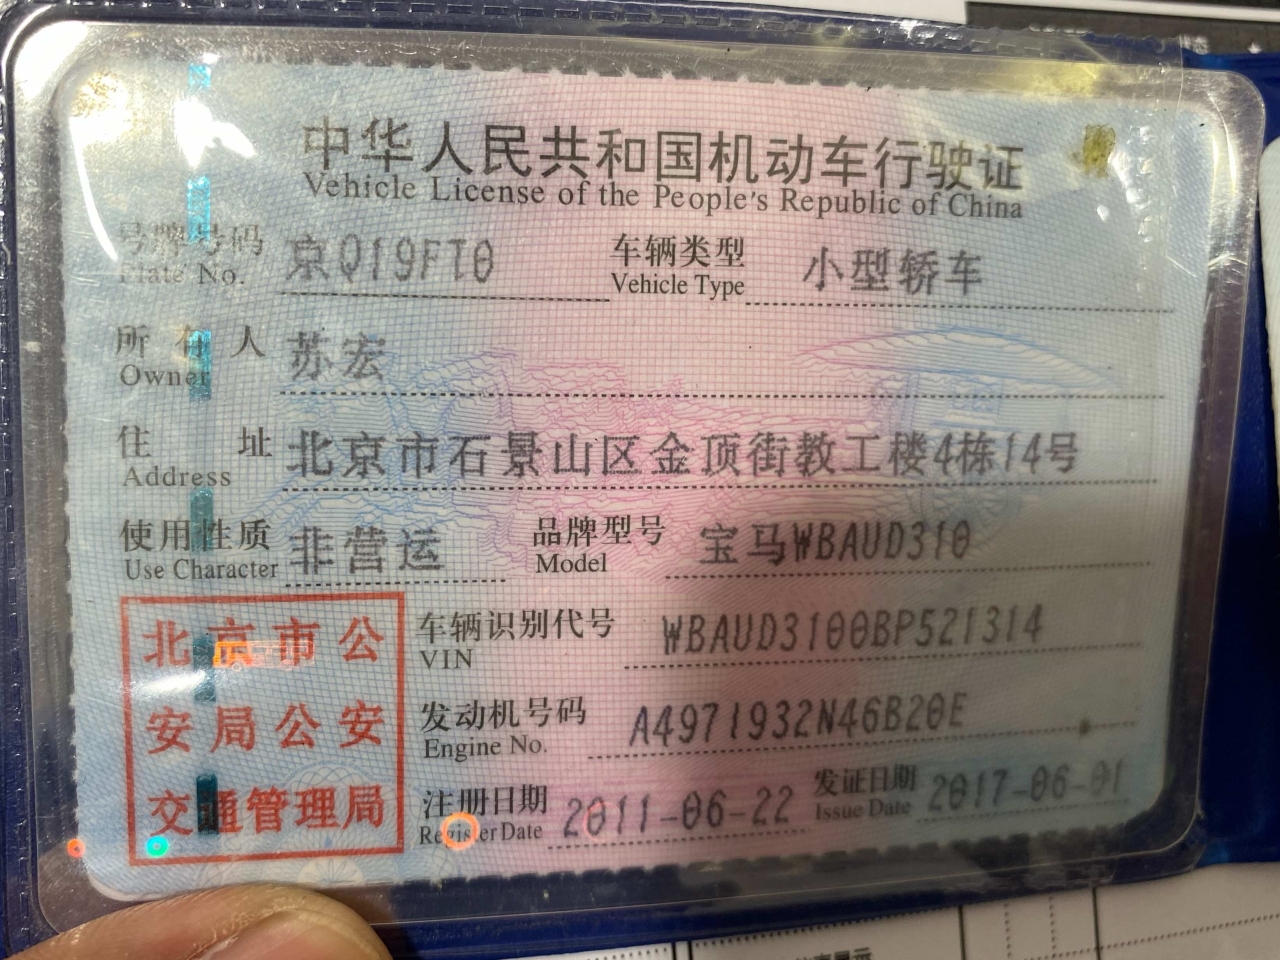 中华人民共和国机动车行驶证
Vehicle License of the People's Republic of China
号牌号码 京Q19FT0 车辆类型 小型轿车
Plate No. Vehicle Type
所有人 苏宏
Owner
住址 北京市石景山区金顶街教工楼4栋14号
Address
使用性质 非营运 品牌型号 宝马WBAUD310
Use Character Model
北京市公
安局公安
交通管理局
车辆识别代号 WBAUD3100BP521314
VIN
发动机号码 A4971932N46B20E
Engine No.
注册日期 2011-06-22 发证日期 2017-06-01
Register Date Issue Date